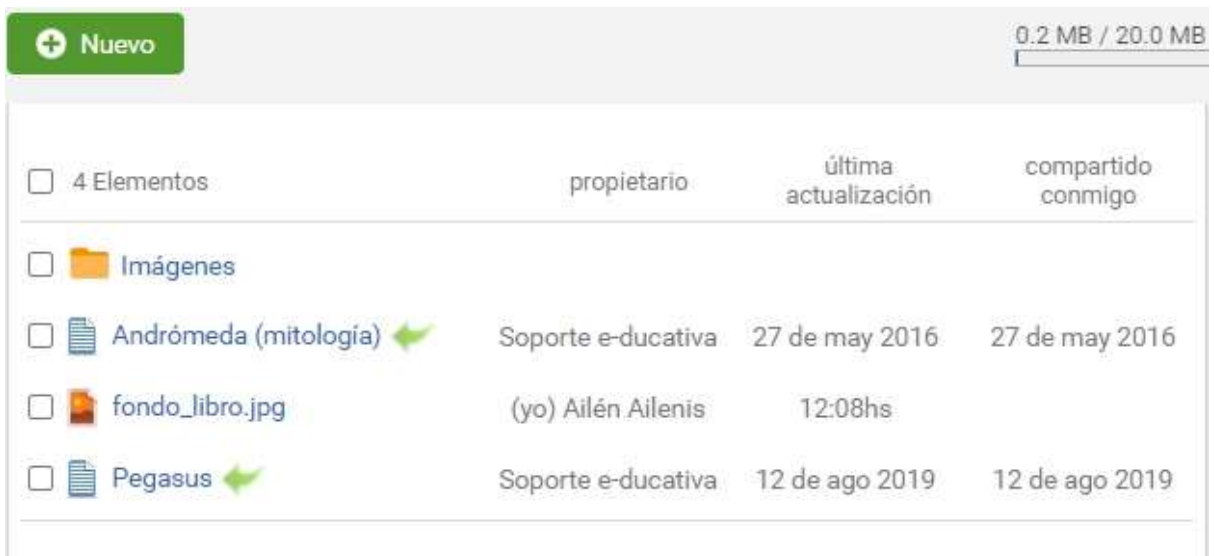 Nuevo
0.2 MB / 20.0 MB
4 Elementos propietario última actualización compartido conmigo
Imágenes
Andrómeda (mitología) Soporte e-ducativa 27 de may 2016 27 de may 2016
fondo_libro.jpg (yo) Ailén Ailenis 12:08hs
Pegasus Soporte e-ducativa 12 de ago 2019 12 de ago 2019